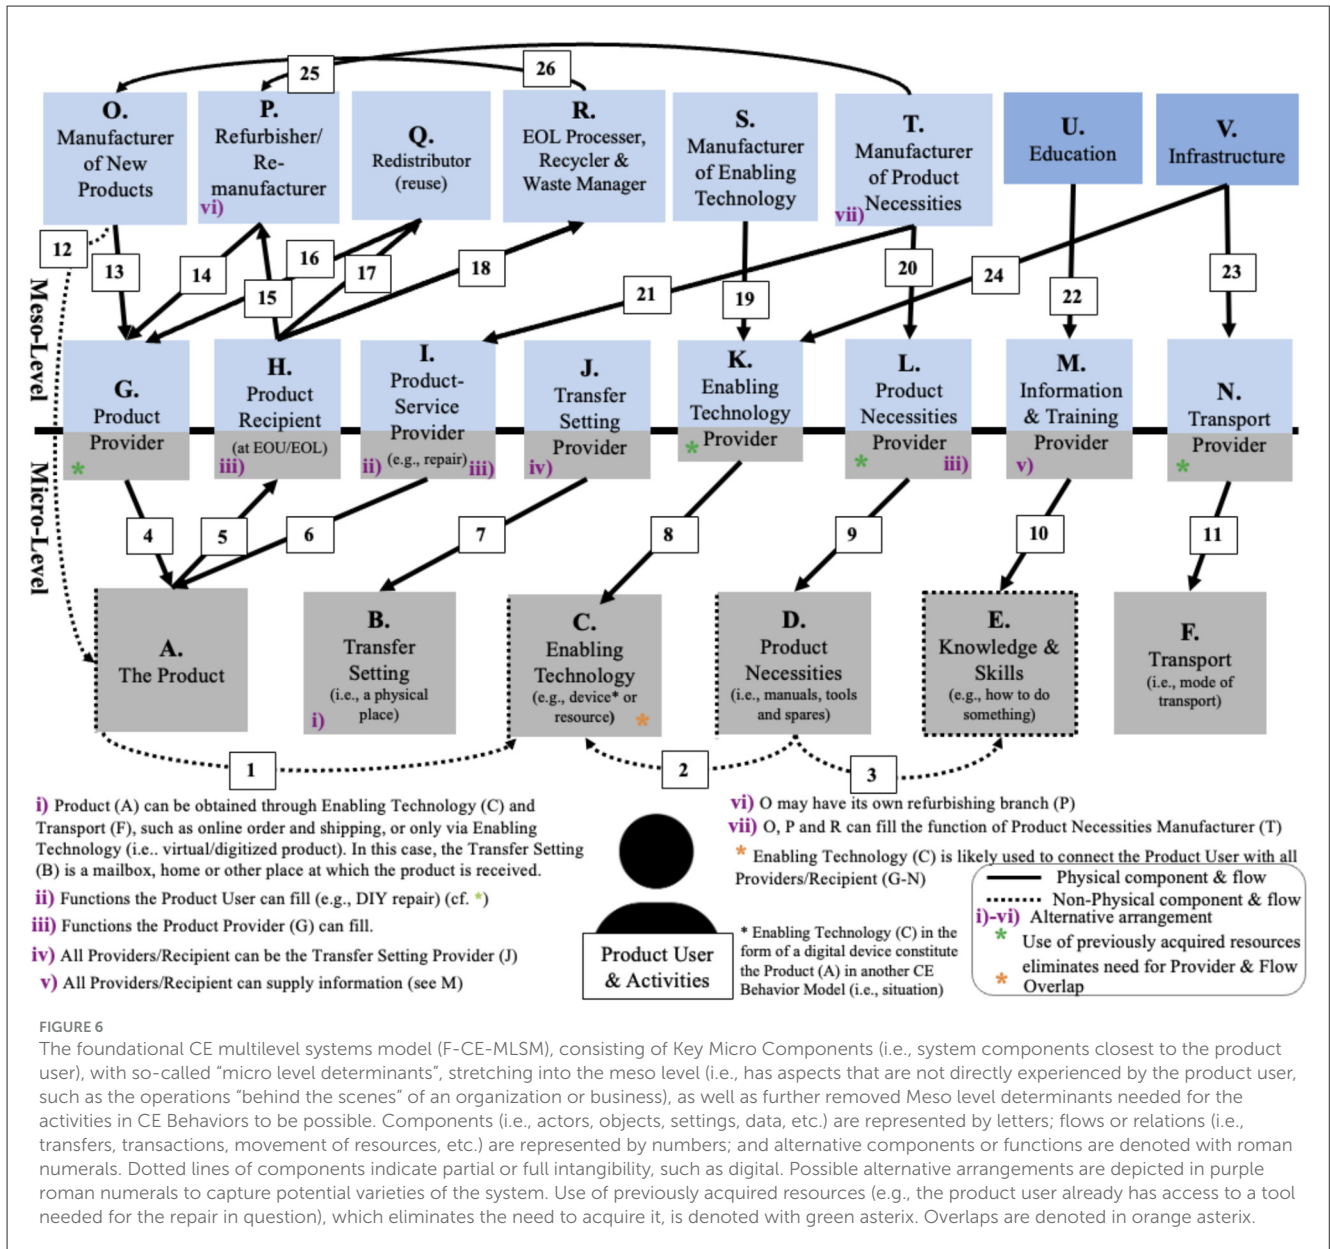 25
26
O.
Manufacturer
of New
Products
P.
Refurbisher/
Re-
manufacturer
vi)
Q.
Redistributor
(reuse)
R.
EOL Processer,
Recycler &
Waste Manager
S.
Manufacturer
of Enabling
Technology
T.
Manufacturer
of Product
Necessities
vii)
U.
Education
V.
Infrastructure
12
13
14
15
16
17
18
19
20
21
22
23
24
Meso-Level
Micro-Level
G.
Product
Provider
*
H.
Product
Recipient
(at EOU/EOL)
iii)
I.
Product-
Service
Provider
(e.g., repair)
ii)
iii)
J.
Transfer
Setting
Provider
iv)
K.
Enabling
Technology
Provider
*
L.
Product
Necessities
Provider
*
iii)
M.
Information
& Training
Provider
v)
N.
Transport
Provider
*
4
5
6
7
8
9
10
11
A.
The Product
B.
Transfer
Setting
(i.e., a physical
place)
i)
C.
Enabling
Technology
(e.g., device* or
resource)
*
D.
Product
Necessities
(i.e., manuals, tools
and spares)
E.
Knowledge &
Skills
(e.g., how to do
something)
F.
Transport
(i.e., mode of
transport)
1
2
3
i) Product (A) can be obtained through Enabling Technology (C) and
Transport (F), such as online order and shipping, or only via Enabling
Technology (i.e.. virtual/digitized product). In this case, the Transfer Setting
(B) is a mailbox, home or other place at which the product is received.
ii) Functions the Product User can fill (e.g., DIY repair) (cf. *)
iii) Functions the Product Provider (G) can fill.
iv) All Providers/Recipient can be the Transfer Setting Provider (J)
v) All Providers/Recipient can supply information (see M)
Product User
& Activities
vi) O may have its own refurbishing branch (P)
vii) O, P and R can fill the function of Product Necessities Manufacturer (T)
* Enabling Technology (C) is likely used to connect the Product User with all
Providers/Recipient (G-N)
* Enabling Technology (C) in the
form of a digital device constitute
the Product (A) in another CE
Behavior Model (i.e., situation)
Physical component & flow
Non-Physical component & flow
i)-vi) Alternative arrangement
* Use of previously acquired resources
eliminates need for Provider & Flow
* Overlap
FIGURE 6
The foundational CE multilevel systems model (F-CE-MLSM), consisting of Key Micro Components (i.e., system components closest to the product
user), with so-called "micro level determinants", stretching into the meso level (i.e., has aspects that are not directly experienced by the product user,
such as the operations "behind the scenes" of an organization or business), as well as further removed Meso level determinants needed for the
activities in CE Behaviors to be possible. Components (i.e., actors, objects, settings, data, etc.) are represented by letters; flows or relations (i.e.,
transfers, transactions, movement of resources, etc.) are represented by numbers; and alternative components or functions are denoted with roman
numerals. Dotted lines of components indicate partial or full intangibility, such as digital. Possible alternative arrangements are depicted in purple
roman numerals to capture potential varieties of the system. Use of previously acquired resources (e.g., the product user already has access to a tool
needed for the repair in question), which eliminates the need to acquire it, is denoted with green asterix. Overlaps are denoted in orange asterix.